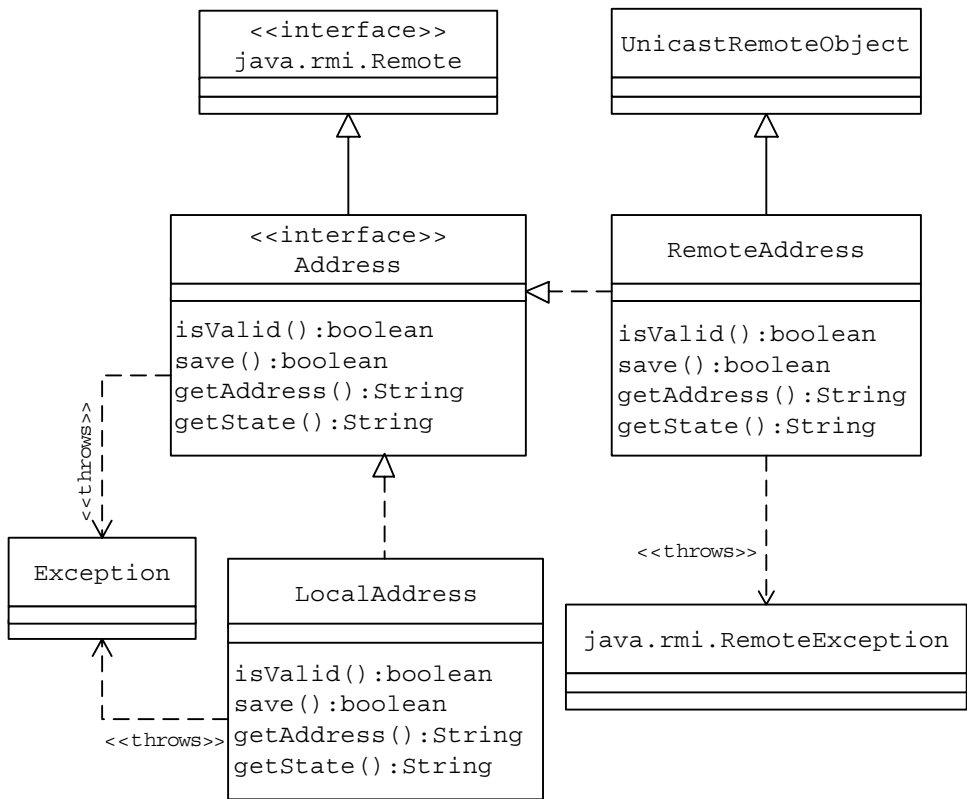 <<interface>>
java.rmi.Remote
UnicastRemoteObject
<<interface>>
Address
isValid():boolean
save():boolean
getAddress():String
getState():String
RemoteAddress
isValid():boolean
save():boolean
getAddress():String
getState():String
<<throws>>
<<throws>>
Exception
LocalAddress
isValid():boolean
save():boolean
getAddress():String
getState():String
java.rmi.RemoteException
<<throws>>